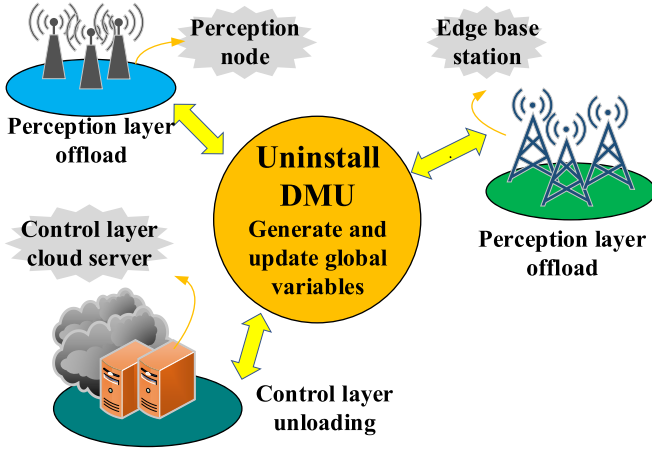 Perception
node
Edge base
station
Perception layer
offload
Uninstall
DMU
Generate and
update global
variables
Control layer
cloud server
Perception layer
offload
Control layer
unloading